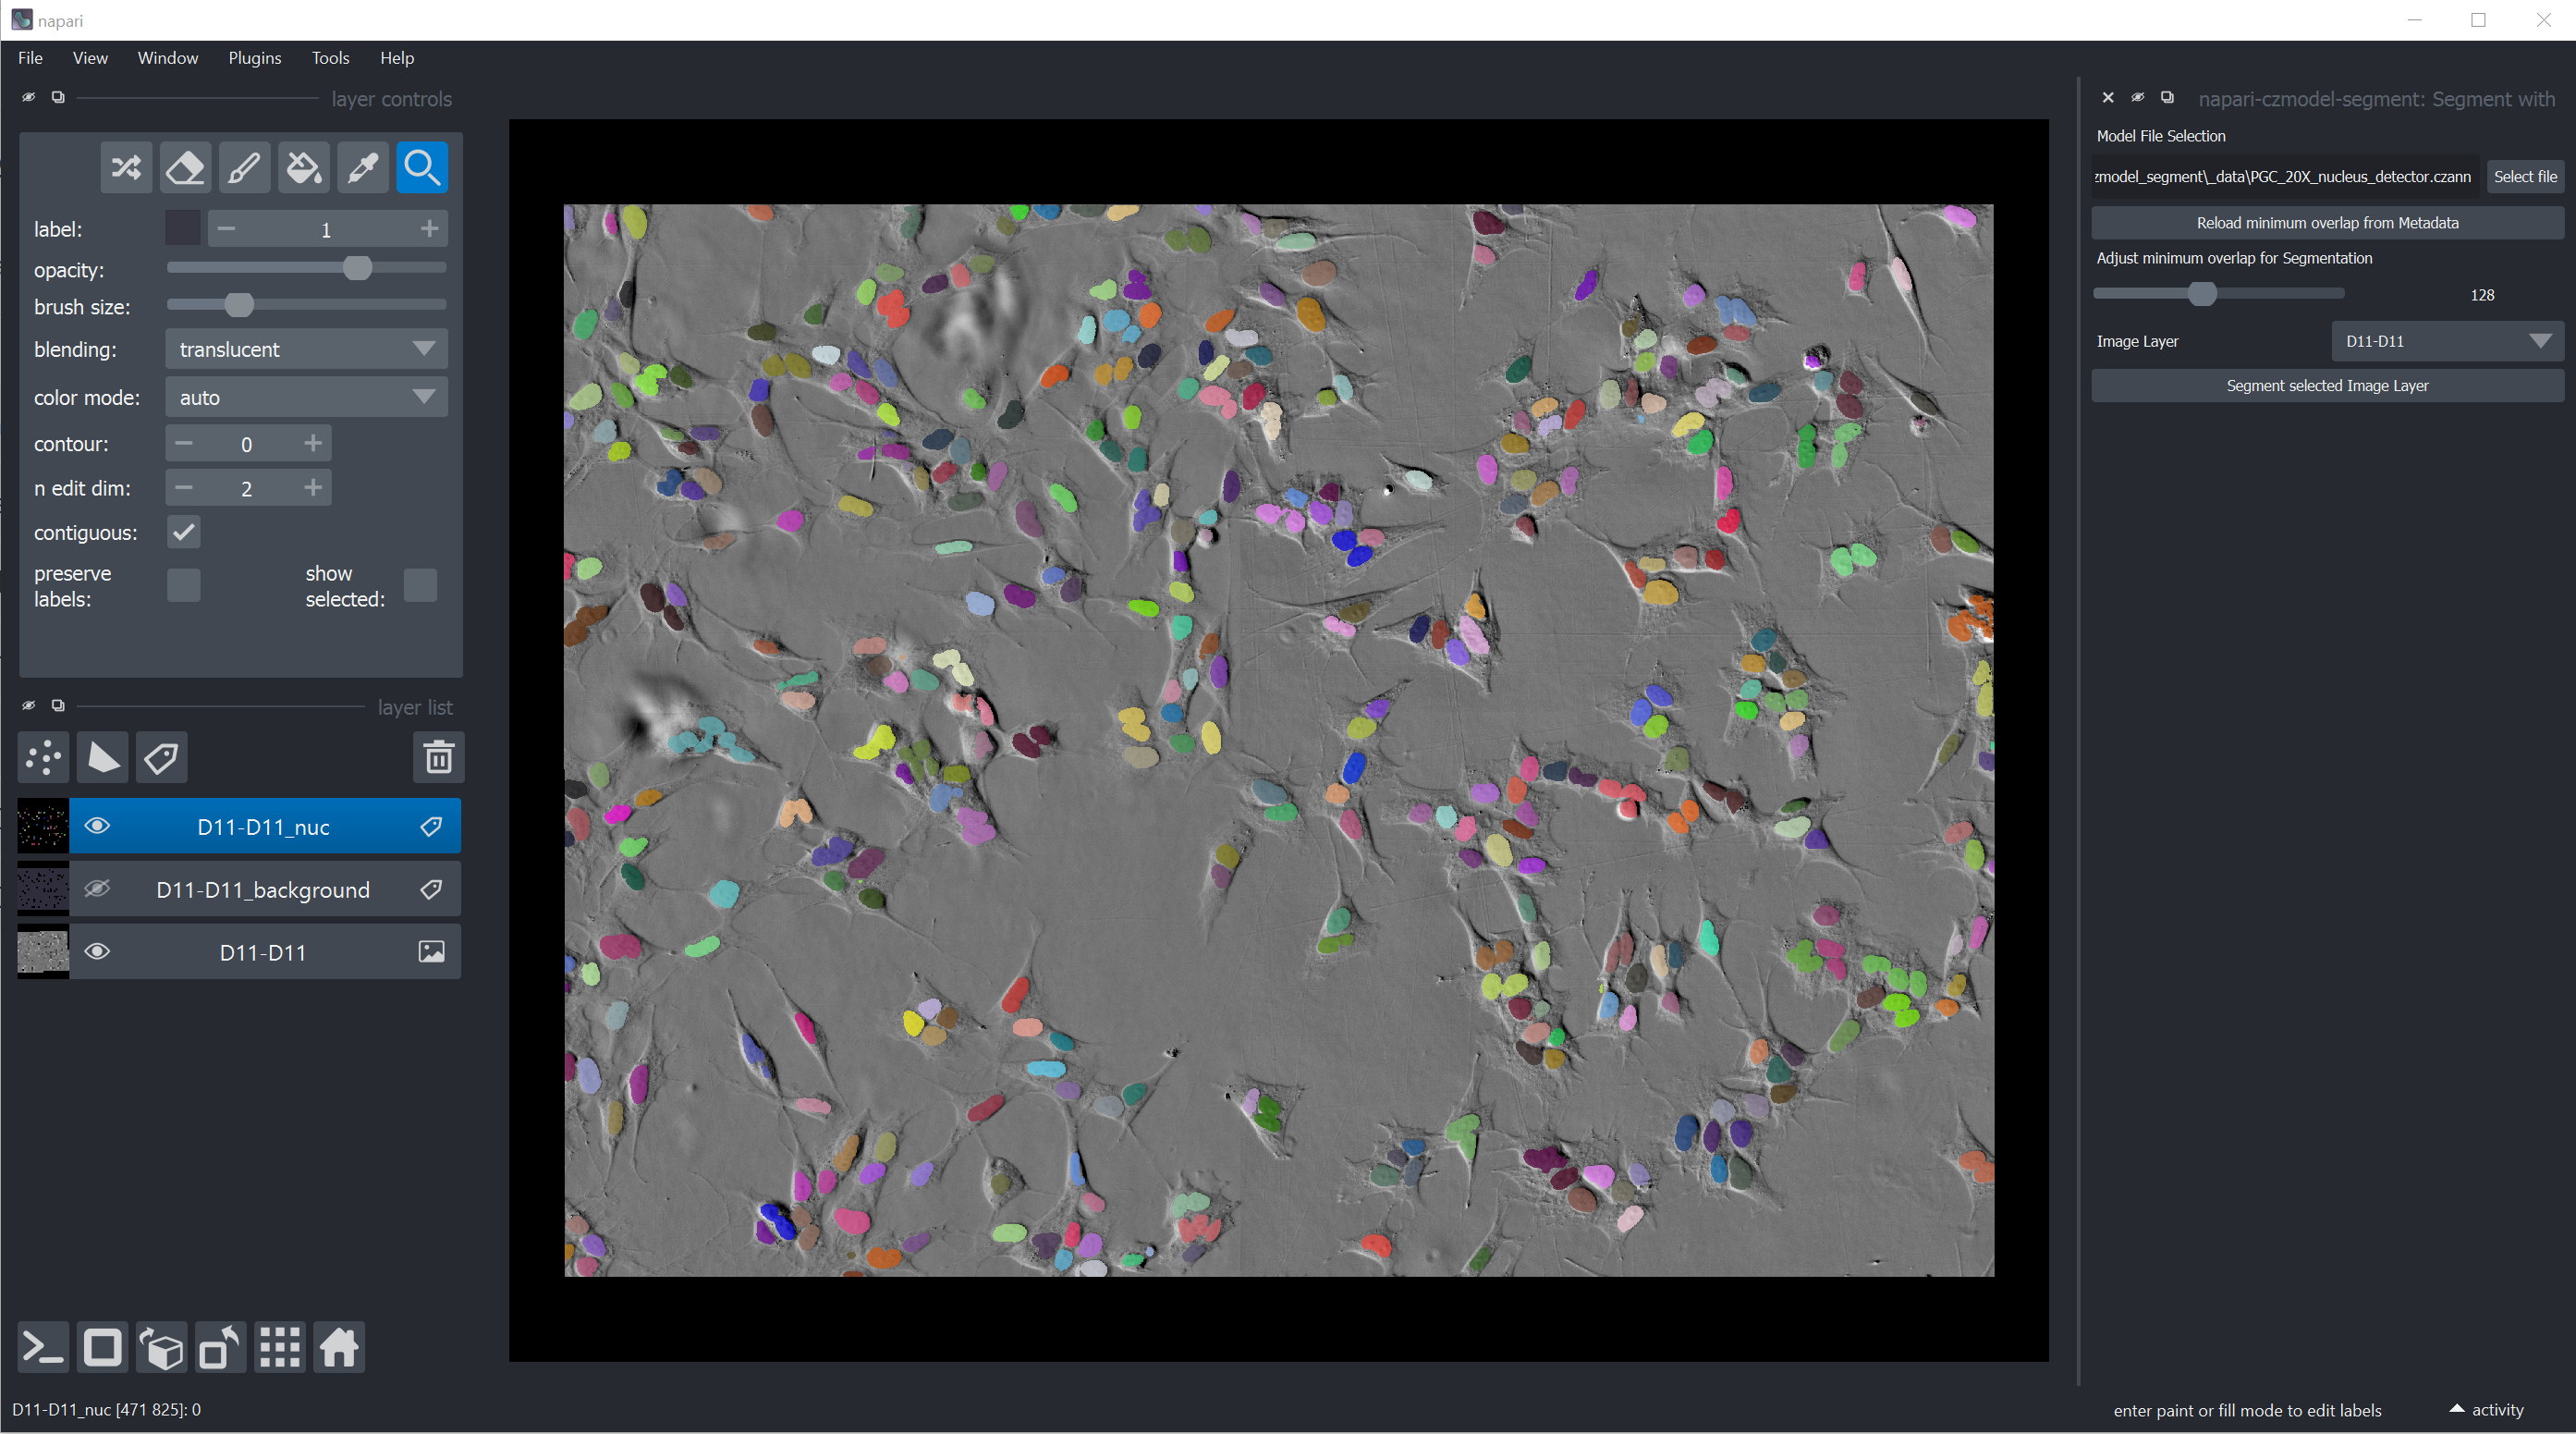 napari
File View Window Plugins Tools Help
layer controls
label: 1
opacity:
brush size:
blending: translucent
color mode: auto
contour: 0
n edit dim: 2
contiguous:
preserve labels:
show selected:
layer list
D11-D11_nuc
D11-D11_background
D11-D11
D11-D11_nuc [471 825]: 0
napari-czmodel-segment: Segment with
Model File Selection
zmodel_segment\_data\PGC_20X_nucleus_detector.czann Select file
Reload minimum overlap from Metadata
Adjust minimum overlap for Segmentation
128
Image Layer D11-D11
Segment selected Image Layer
enter paint or fill mode to edit labels
activity